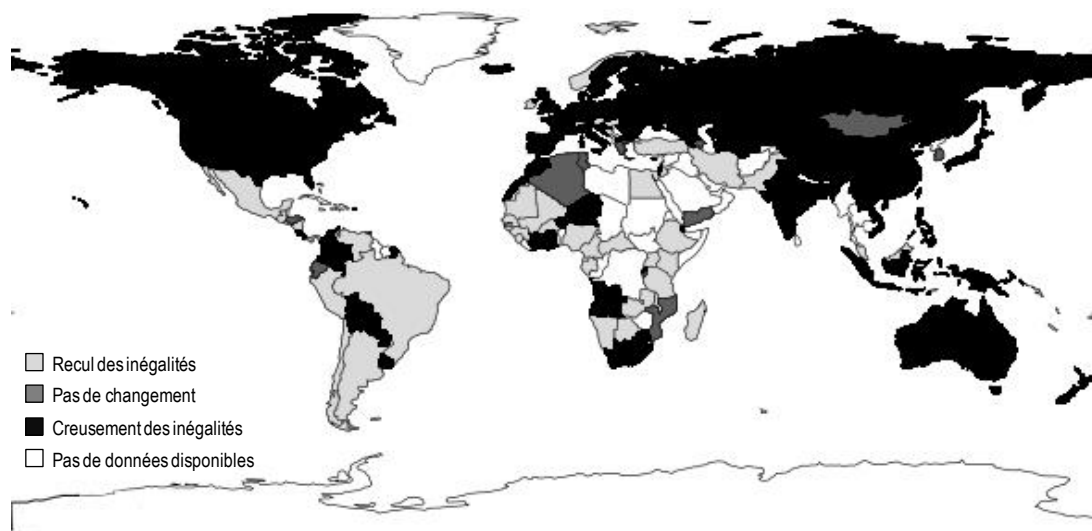 Recul des inégalités
Pas de changement
Creusement des inégalités
Pas de données disponibles